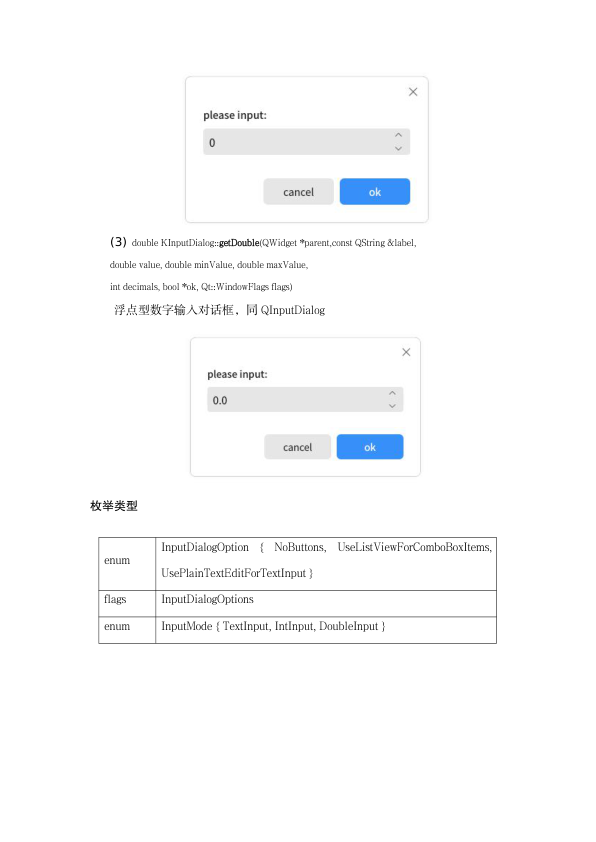 please input:
0
cancel
ok
(3) double KInputDialog::getDouble(QWidget *parent,const QString &label,
double value, double minValue, double maxValue,
int decimals, bool *ok, Qt::WindowFlags flags)
浮点型数字输入对话框，同 QInputDialog
please input:
0.0
cancel
ok
枚举类型
enum
InputDialogOption { NoButtons, UseListViewForComboBoxItems,
UsePlainTextEditForTextInput }
flags
InputDialogOptions
enum
InputMode { TextInput, IntInput, DoubleInput }